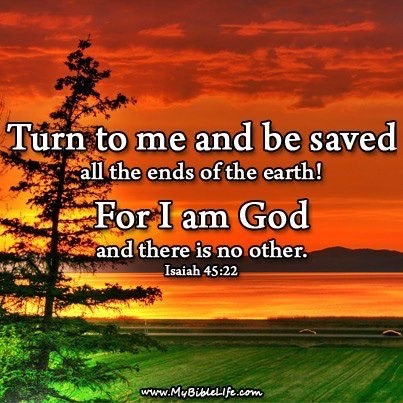 Turn to me and be saved
all the ends of the earth!
For I am God
and there is no other.
Isaiah 45:22
www.MyBibleLife.com